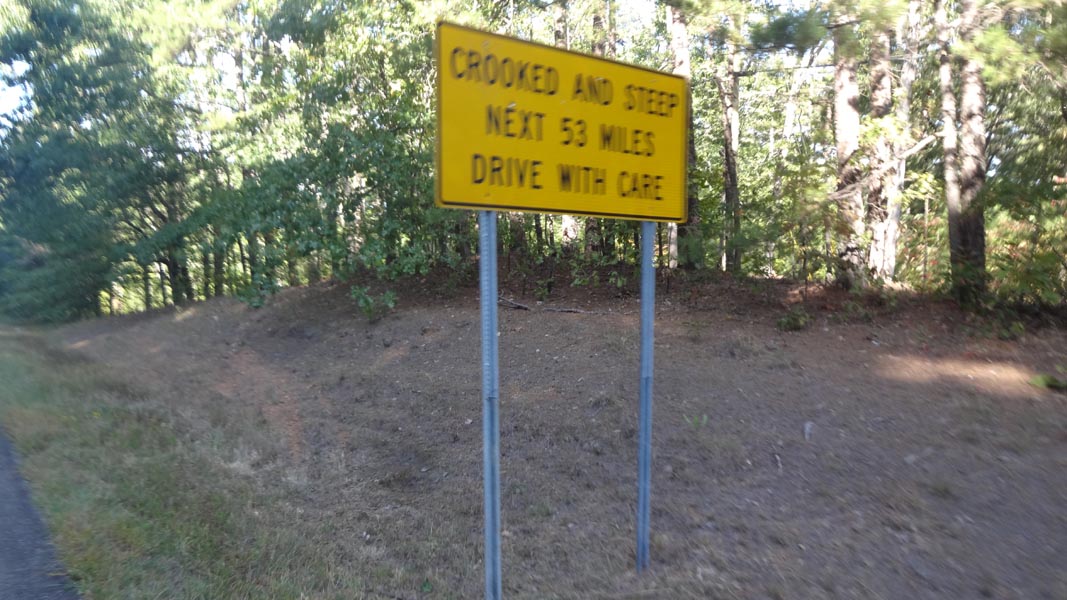 CROOKED AND STEEP
NEXT 53 MILES
DRIVE WITH CARE